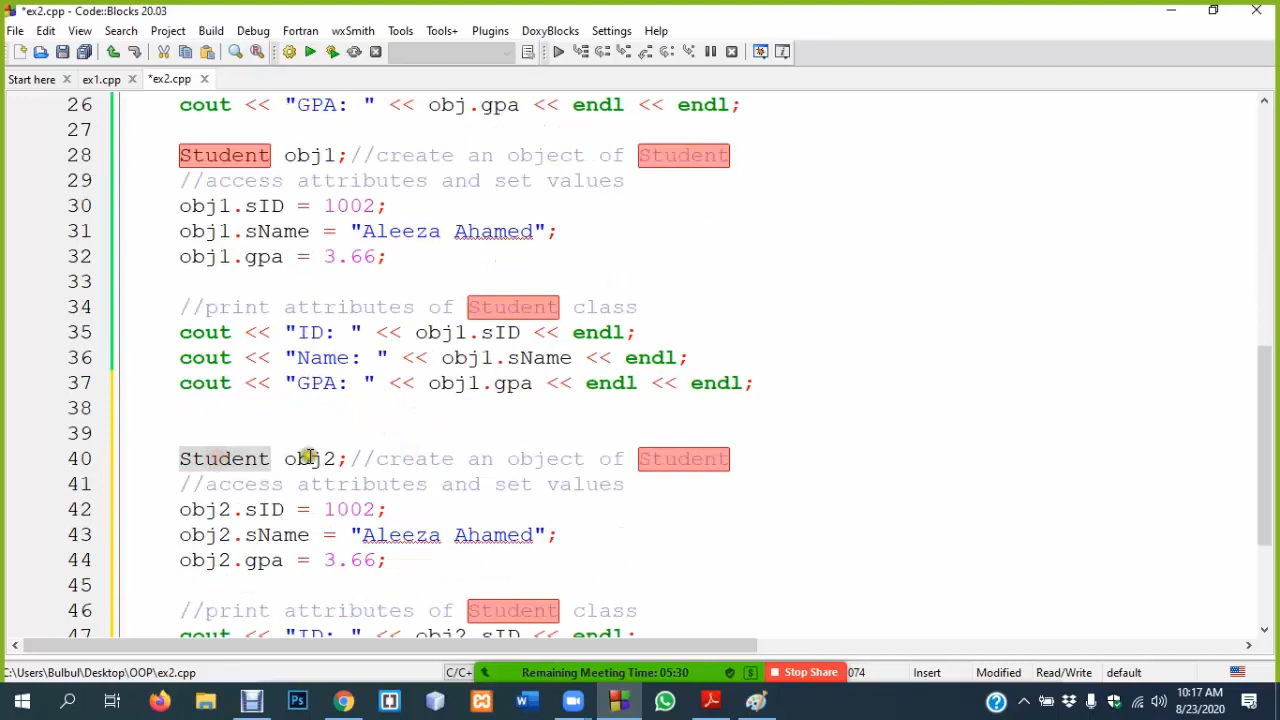 *ex2.cpp - Code::Blocks 20.03
File Edit View Search Project Build Debug Fortran wxSmith Tools Tools+ Plugins DoxyBlocks Settings Help
Start here ex1.cpp *ex2.cpp
26 cout << "GPA: " << obj.gpa << endl << endl;
27
28 Student obj1;//create an object of Student
29 //access attributes and set values
30 obj1.sID = 1002;
31 obj1.sName = "Aleeza Ahamed";
32 obj1.gpa = 3.66;
33
34 //print attributes of Student class
35 cout << "ID: " << obj1.sID << endl;
36 cout << "Name: " << obj1.sName << endl;
37 cout << "GPA: " << obj1.gpa << endl << endl;
38
39
40 Student obj2;//create an object of Student
41 //access attributes and set values
42 obj2.sID = 1002;
43 obj2.sName = "Aleeza Ahamed";
44 obj2.gpa = 3.66;
45
46 //print attributes of Student class
47 cout << "ID: " << obj2.sID << endl;
C:\Users\Bulbul\Desktop\OOP\ex2.cpp C/C+ Remaining Meeting Time: 05:30 Stop Share 074 Insert Modified Read/Write default
10:17 AM
8/23/2020